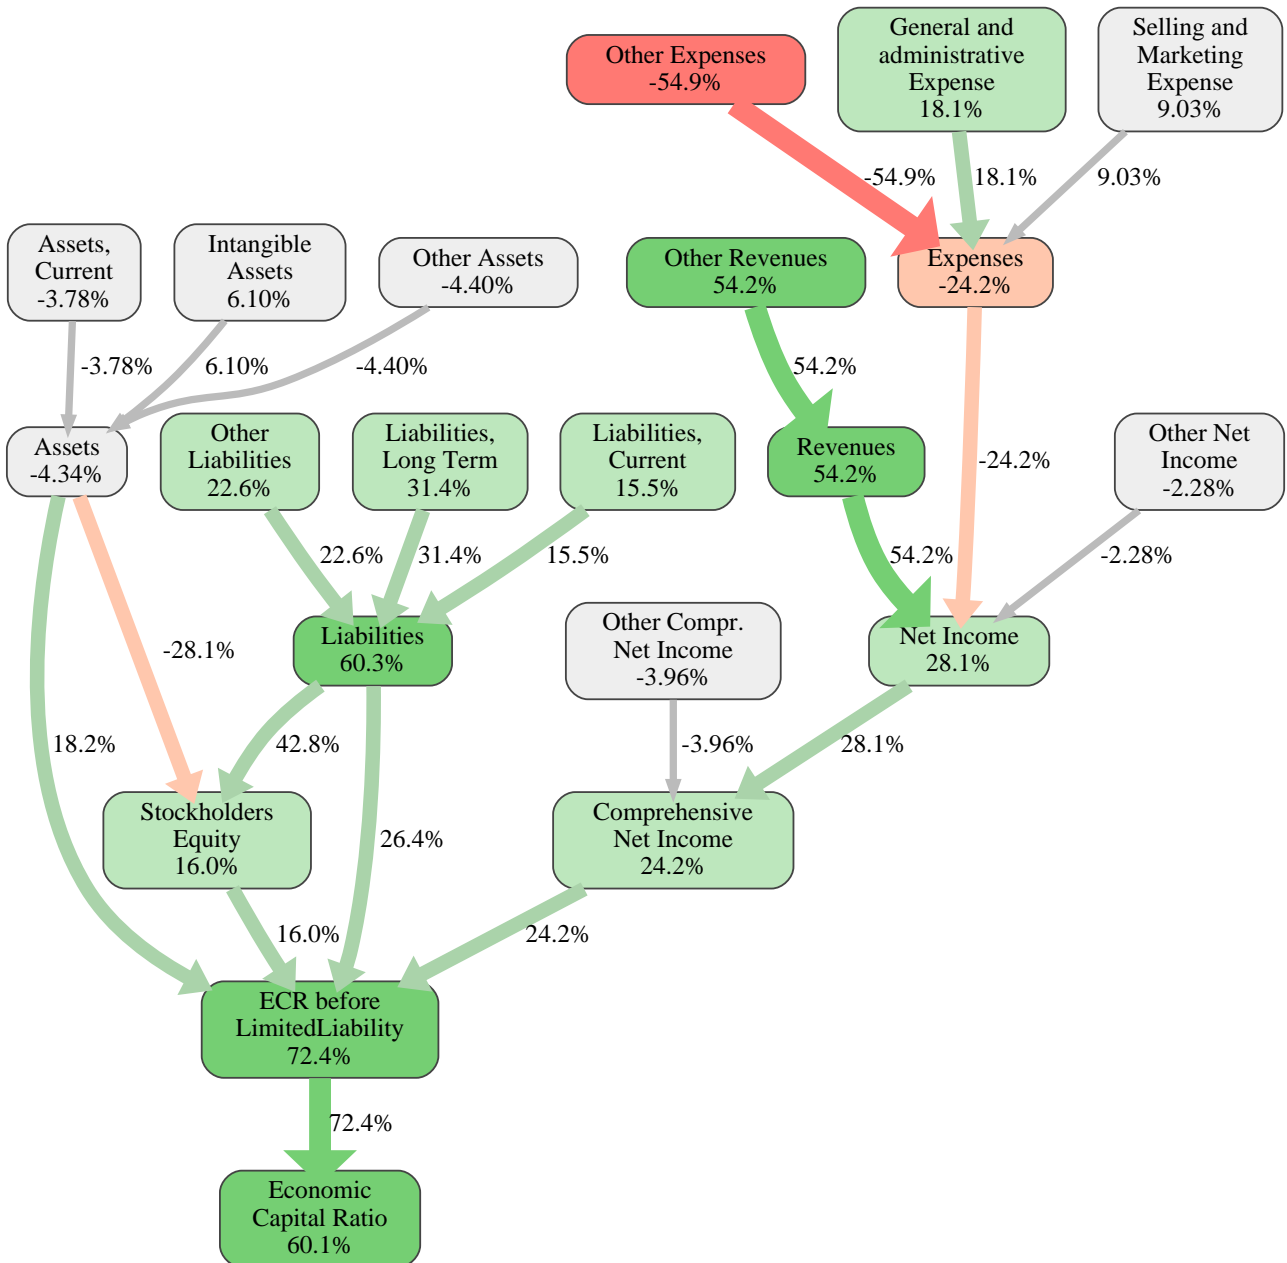 Other Expenses
-54.9%
General and
administrative
Expense
18.1%
Selling and
Marketing
Expense
9.03%
-54.9%
18.1%
9.03%
Assets,
Current
-3.78%
Intangible
Assets
6.10%
Other Assets
-4.40%
Other Revenues
54.2%
Expenses
-24.2%
-3.78%
6.10%
-4.40%
54.2%
-24.2%
Assets
-4.34%
Other
Liabilities
22.6%
Liabilities,
Long Term
31.4%
Liabilities,
Current
15.5%
Revenues
54.2%
Other Net
Income
-2.28%
22.6%
31.4%
15.5%
54.2%
-2.28%
Liabilities
60.3%
Other Compr.
Net Income
-3.96%
Net Income
28.1%
-28.1%
18.2%
42.8%
-3.96%
28.1%
Stockholders
Equity
16.0%
26.4%
Comprehensive
Net Income
24.2%
16.0%
24.2%
ECR before
LimitedLiability
72.4%
72.4%
Economic
Capital Ratio
60.1%